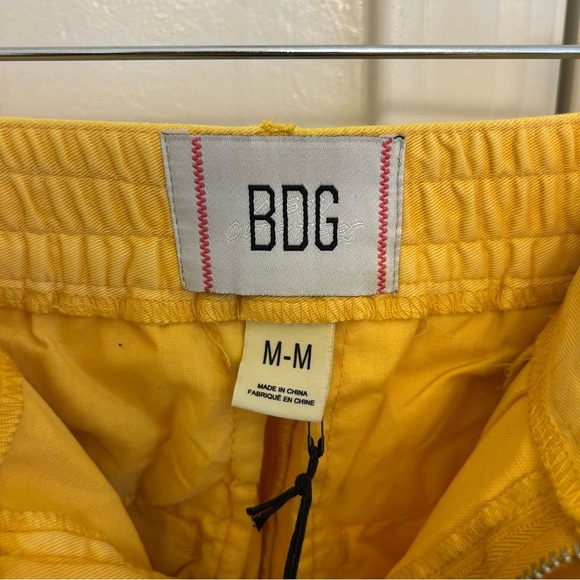 BDG
M-M
MADE IN CHINA
FABRIQUÉ EN CHINE